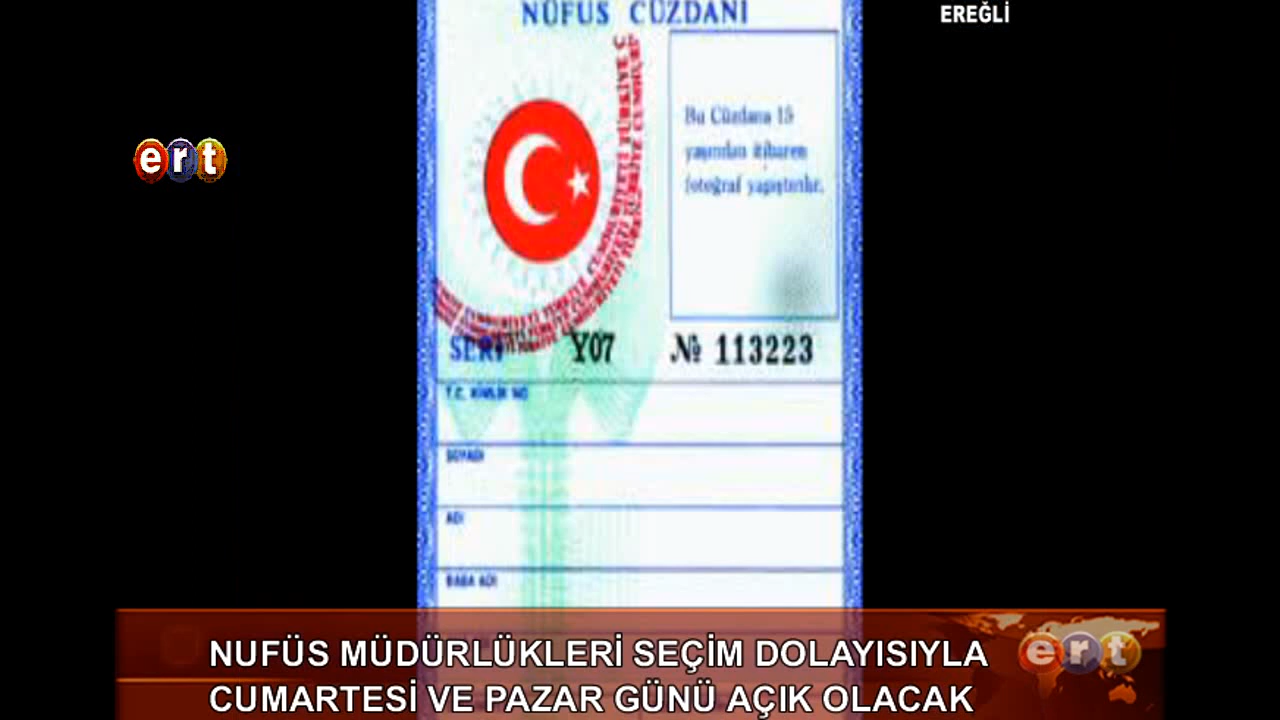 NÜFUS CÜZDANI
EREĞLİ
ert
Bu Cüzdana 15
yaşından itibaren
fotoğraf yapıştırılır.
SERİ Y07 № 113223
T.C. KİMLİK NO
SOYADI
ADI
BABA ADI
NUFÜS MÜDÜRLÜKLERİ SEÇİM DOLAYISIYLA
CUMARTESİ VE PAZAR GÜNÜ AÇIK OLACAK
ert